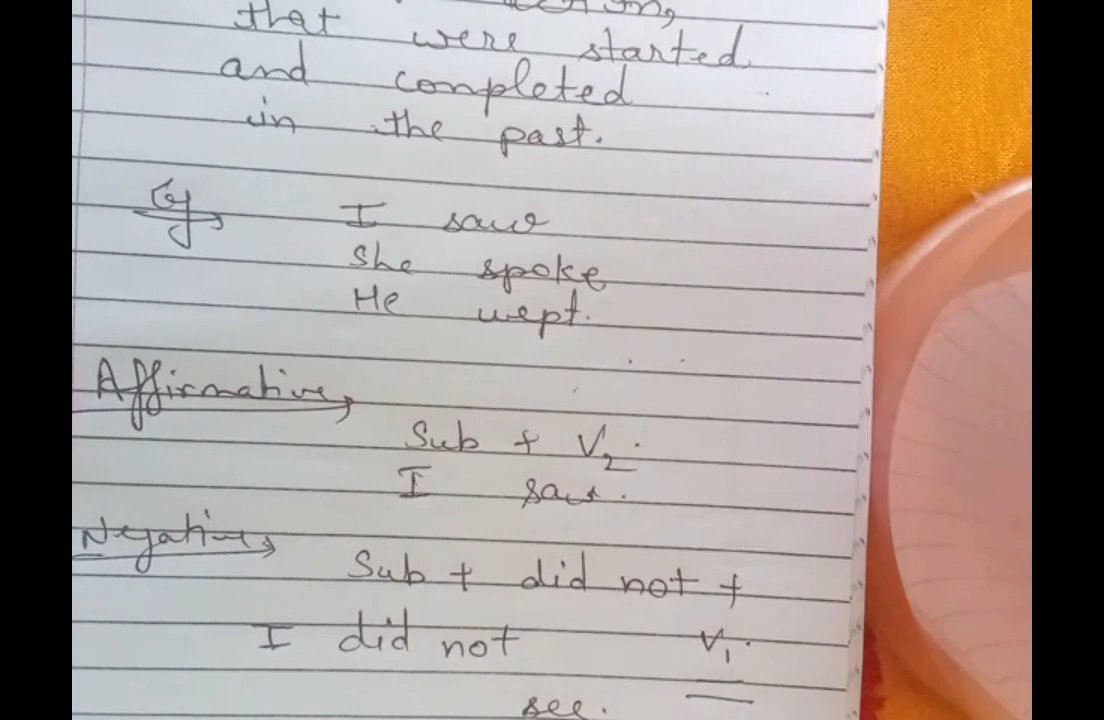 that were started
and completed
in the past.
Eg I saw
She spoke
He wept.
Affirmative
Sub + V2.
I saw.
Negative
Sub + did not +
V1.
I did not
see.